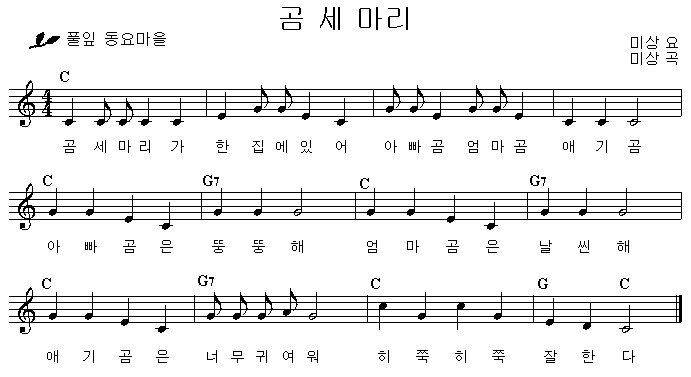 곰 세 마리
풀잎 동요마을
미상 요
미상 곡
C
4
4
곰 세 마 리 가 한 집 에 있 어 아 빠 곰 엄 마 곰 애 기 곰
C G7 C G7
아 빠 곰 은 뚱 뚱 해 엄 마 곰 은 날 씬 해
C G7 C G C
애 기 곰 은 너 무 귀 여 워 히 쭉 히 쭉 잘 한 다